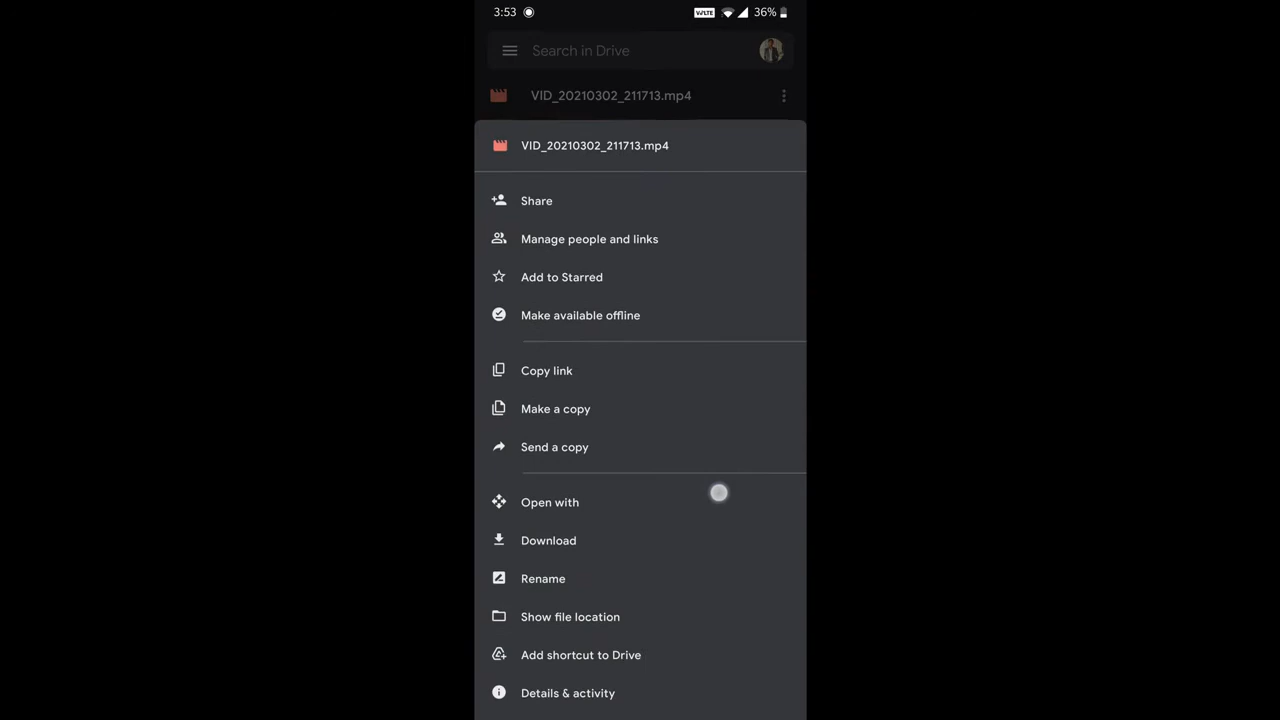 3:53 VoLTE 36%
Search in Drive
VID_20210302_211713.mp4
VID_20210302_211713.mp4
Share
Manage people and links
Add to Starred
Make available offline
Copy link
Make a copy
Send a copy
Open with
Download
Rename
Show file location
Add shortcut to Drive
Details & activity